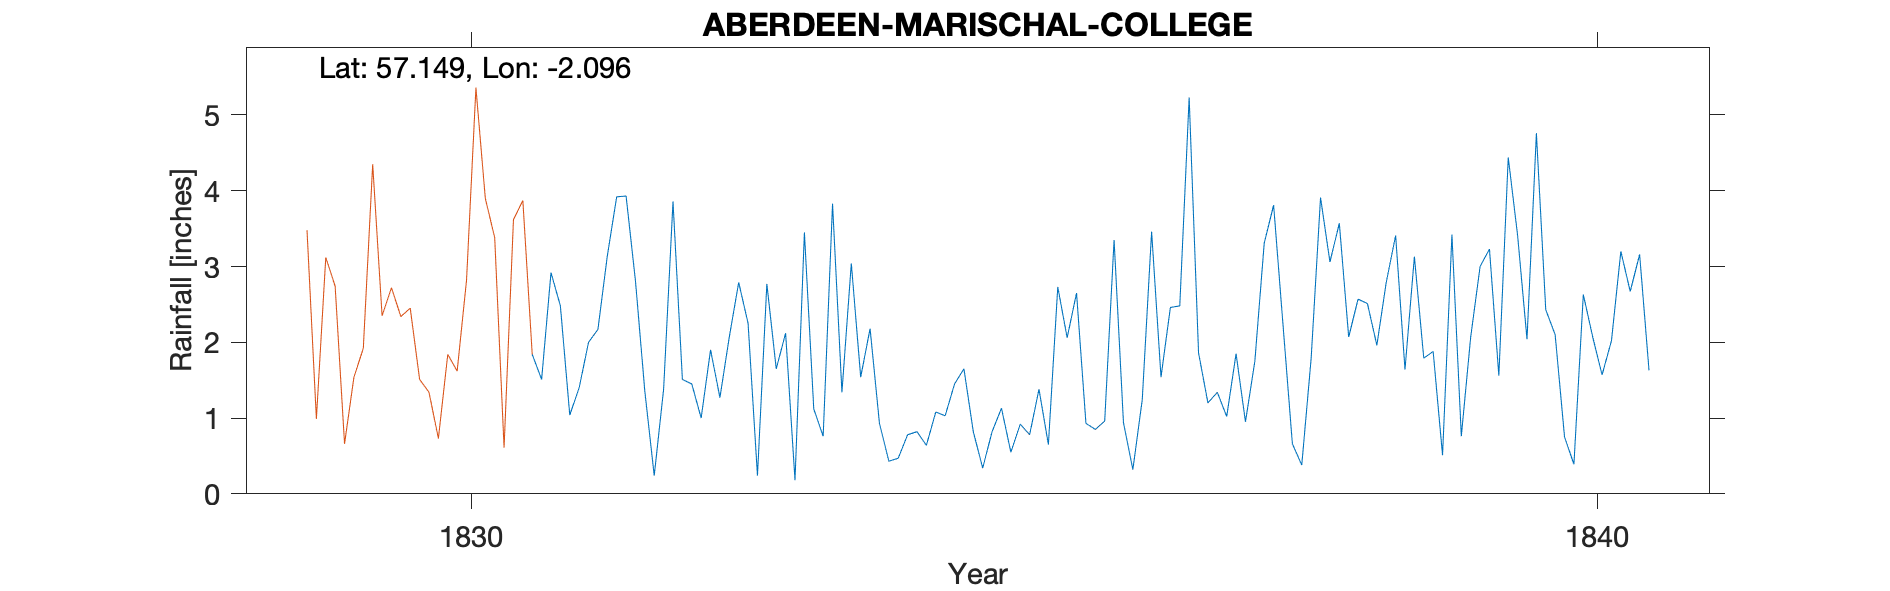 ABERDEEN-MARISCHAL-COLLEGE
Lat: 57.149, Lon: -2.096
Rainfall [inches]
5
4
3
2
1
0
1830
1840
Year